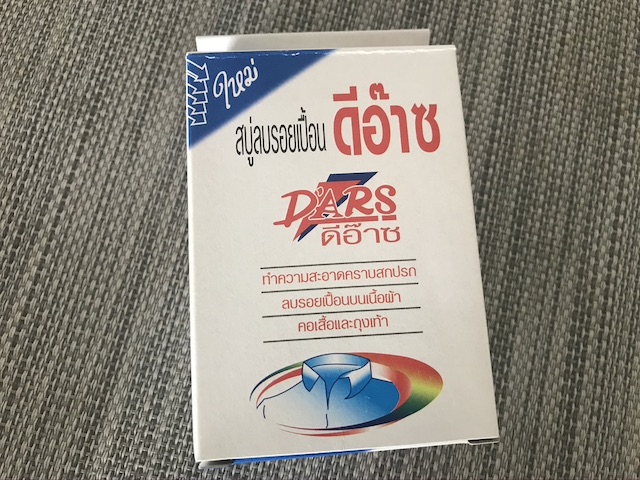 ใหม่
สบู่ลบรอยเปื้อน ดีอ๊าซ
D'ARS
ดีอ๊าซ
ทำความสะอาดคราบสกปรก
ลบรอยเปื้อนบนเนื้อผ้า
คอเสื้อและถุงเท้า